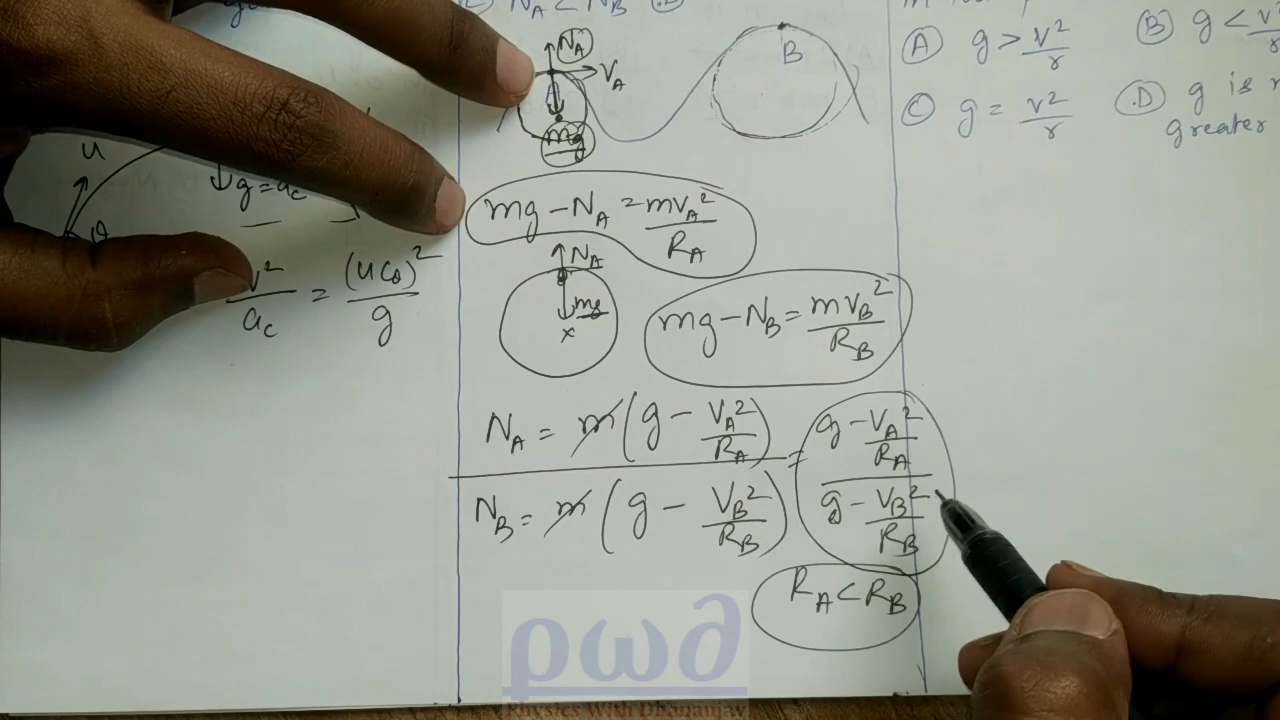 C) N_A < N_B
N_A
V_A
mg
B
A g > v²/r
B g < v²/r
C g = v²/r
D g is
greater
u
θ
↓g = a_c
v²/a_c = (u c_θ)²/g
mg - N_A = mv_A²/R_A
N_A
mg
x
mg - N_B = mv_B²/R_B
N_A = m(g - V_A²/R_A)
N_B = m(g - V_B²/R_B)
= g - V_A²/R_A
g - V_B²/R_B
R_A < R_B
pw∂
Physics With Dhananjay